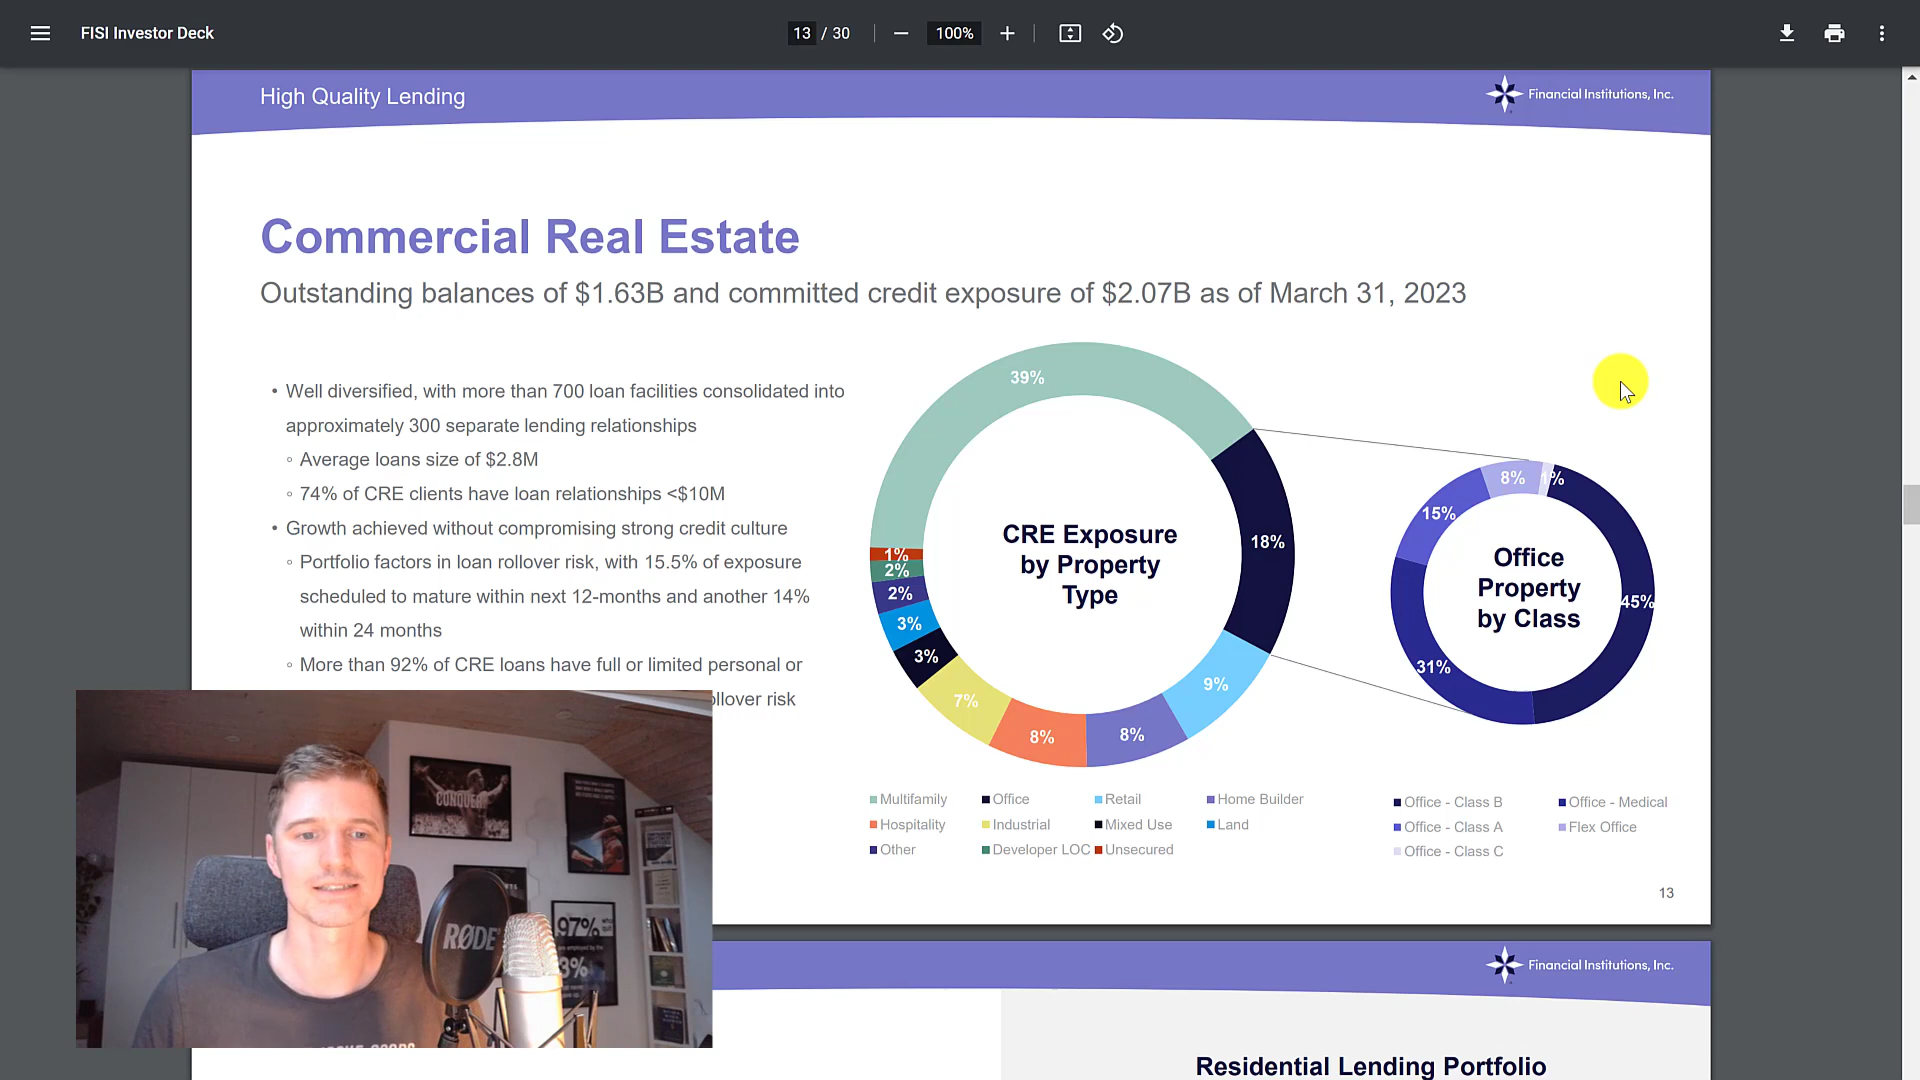 FISI Investor Deck
13 / 30
100%
High Quality Lending
Financial Institutions, Inc.
Commercial Real Estate
Outstanding balances of $1.63B and committed credit exposure of $2.07B as of March 31, 2023
• Well diversified, with more than 700 loan facilities consolidated into
approximately 300 separate lending relationships
◦ Average loans size of $2.8M
◦ 74% of CRE clients have loan relationships <$10M
• Growth achieved without compromising strong credit culture
◦ Portfolio factors in loan rollover risk, with 15.5% of exposure
scheduled to mature within next 12-months and another 14%
within 24 months
◦ More than 92% of CRE loans have full or limited personal or
ollover risk
CRE Exposure
by Property
Type
39%
18%
9%
8%
8%
7%
3%
3%
2%
2%
1%
Multifamily
Office
Retail
Home Builder
Hospitality
Industrial
Mixed Use
Land
Other
Developer LOC
Unsecured
Office
Property
by Class
45%
31%
15%
8%
1%
Office - Class B
Office - Medical
Office - Class A
Flex Office
Office - Class C
13
CONQUER
RØDE
97%
3%
Financial Institutions, Inc.
Residential Lending Portfolio